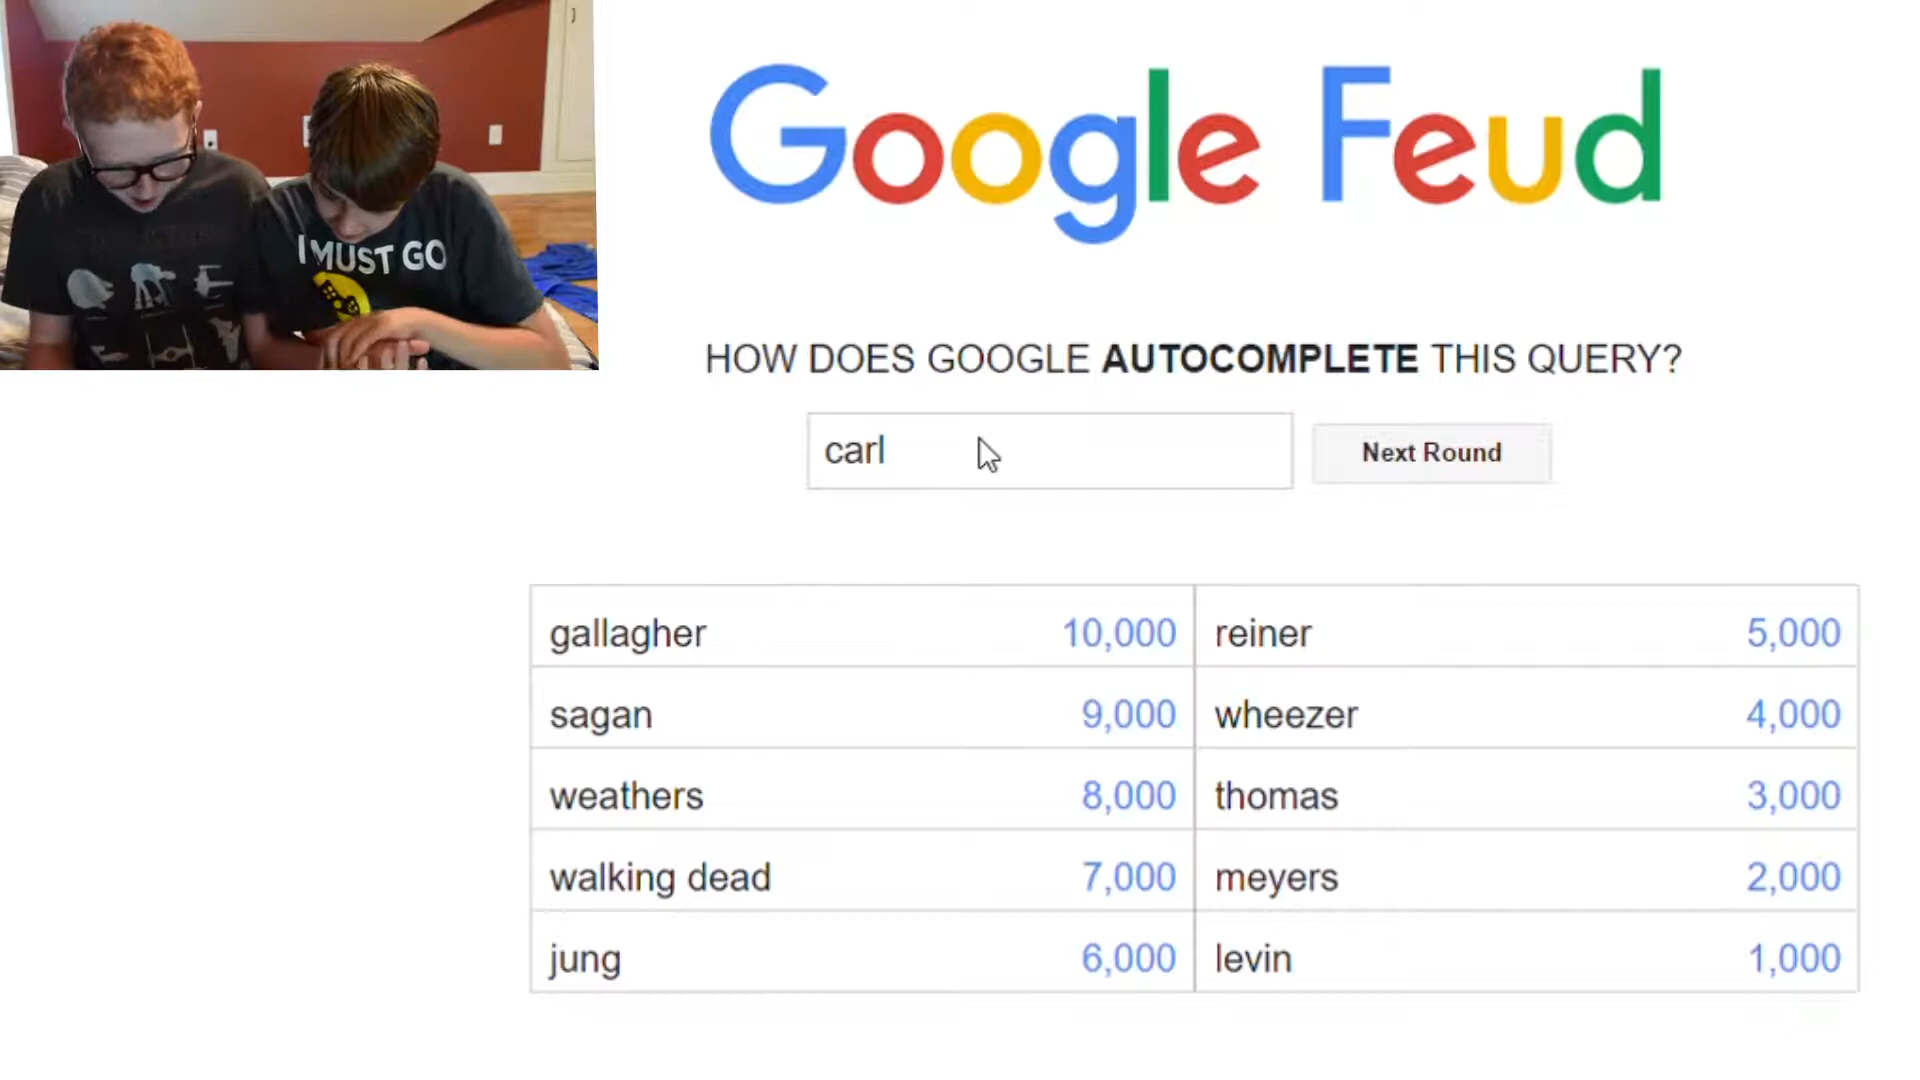 I MUST GO
Google Feud
HOW DOES GOOGLE AUTOCOMPLETE THIS QUERY?
carl
Next Round
gallagher 10,000 reiner 5,000
sagan 9,000 wheezer 4,000
weathers 8,000 thomas 3,000
walking dead 7,000 meyers 2,000
jung 6,000 levin 1,000